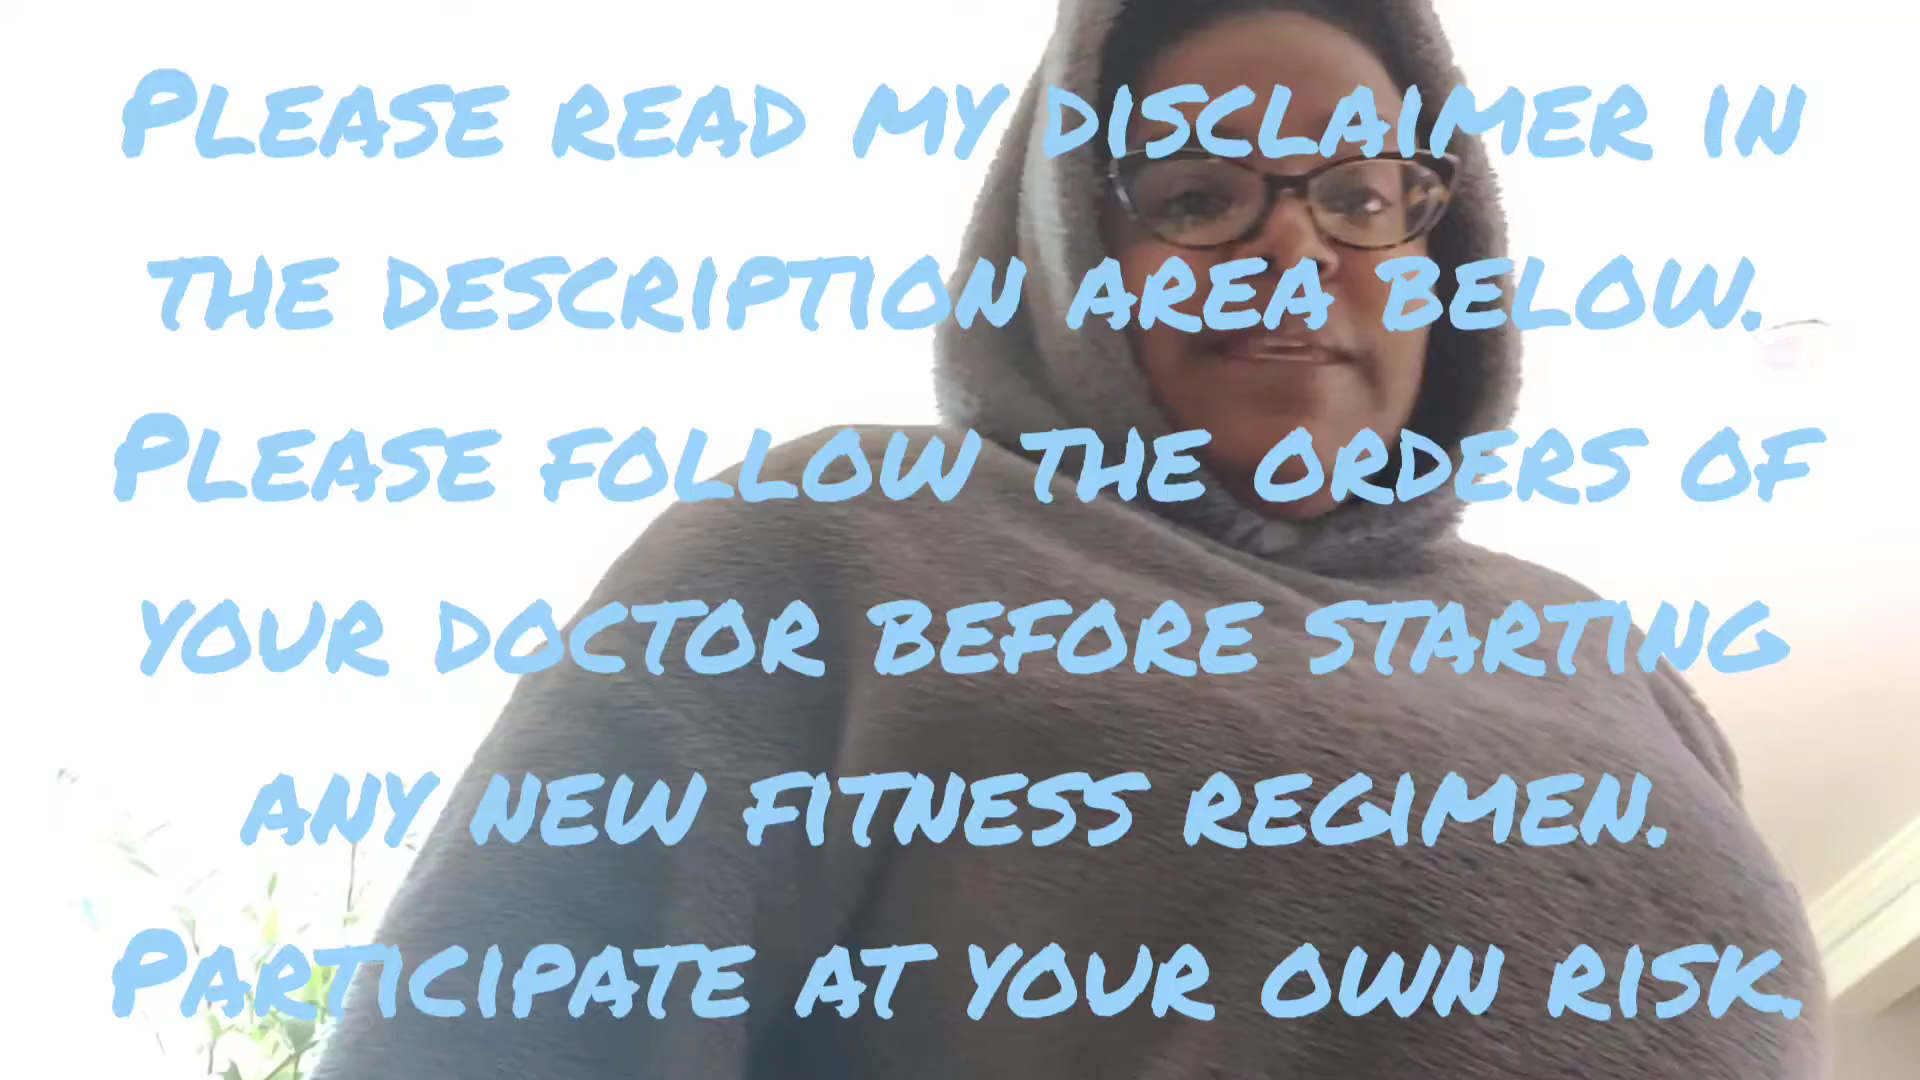 Please read my disclaimer in
the description area below.
Please follow the orders of
your doctor before starting
any new fitness regimen.
Participate at your own risk.